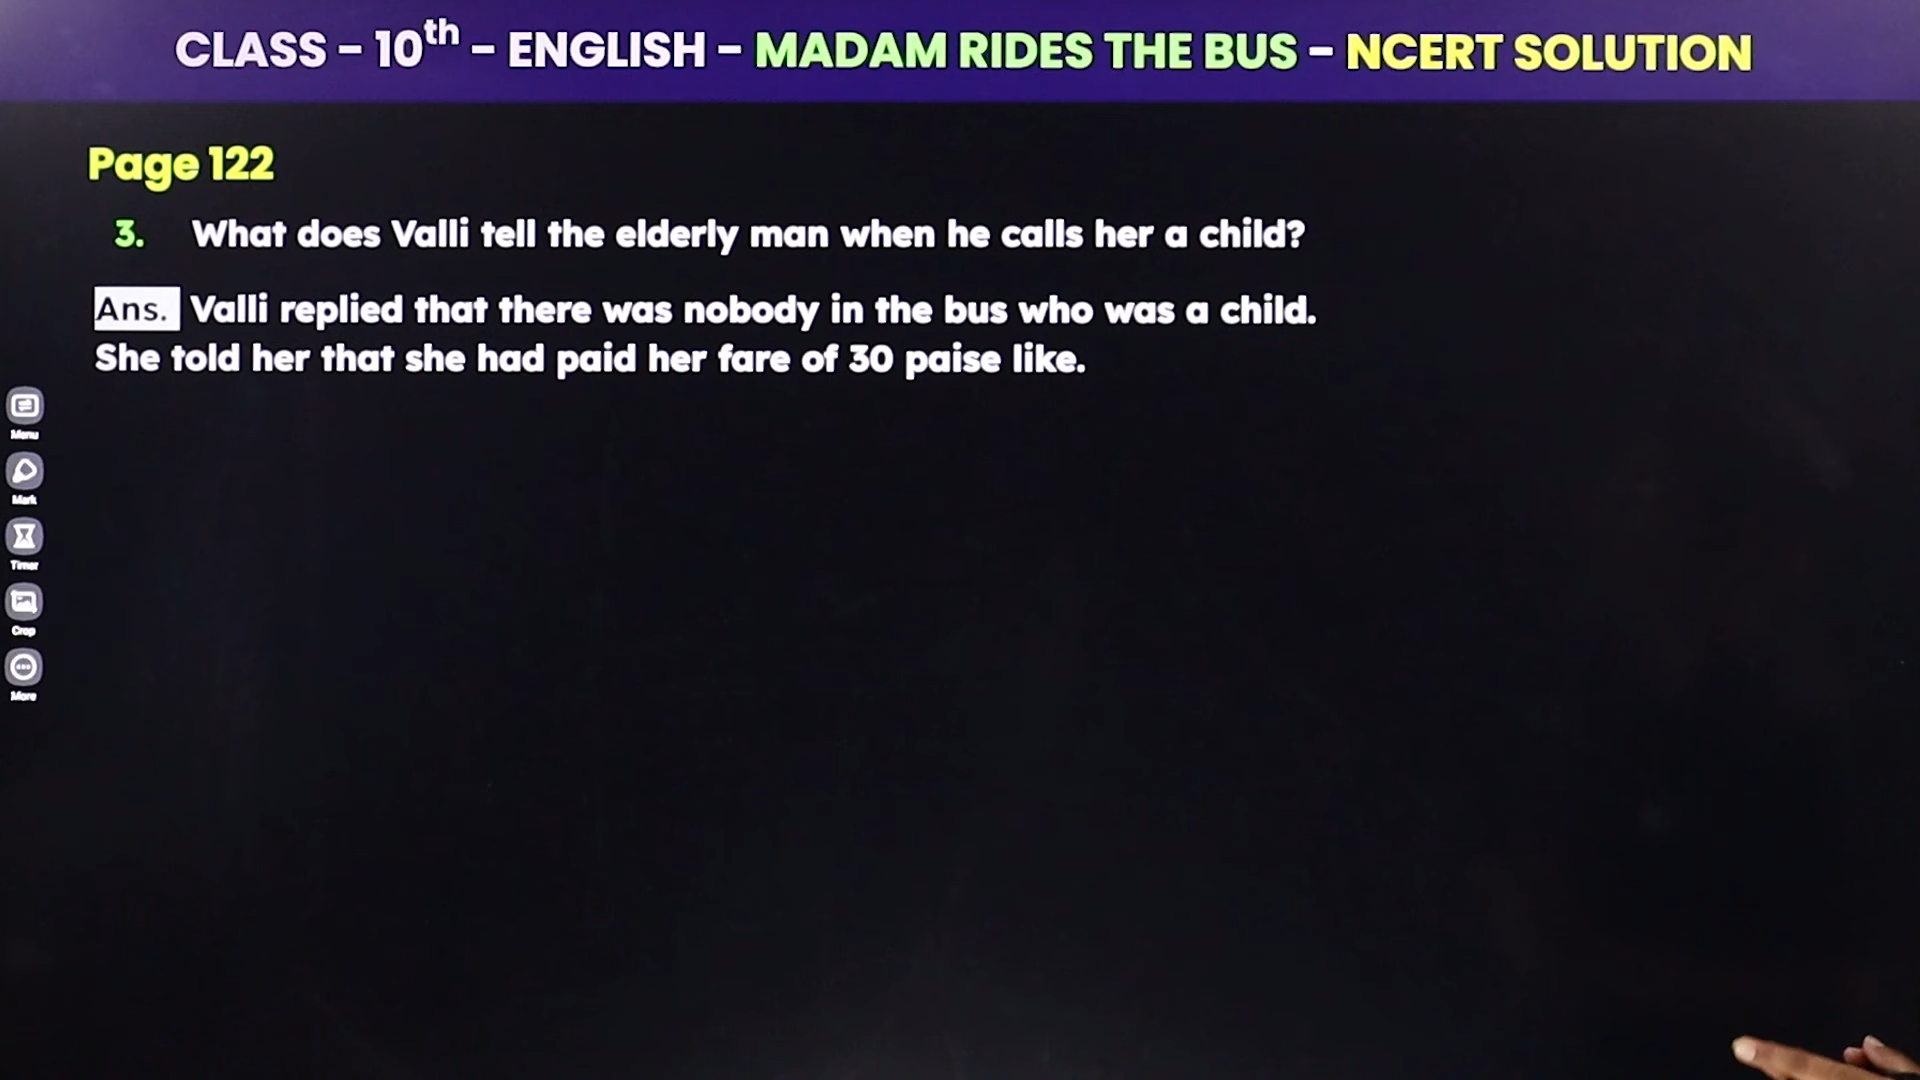 CLASS – 10th – ENGLISH – MADAM RIDES THE BUS – NCERT SOLUTION
Page 122
3. What does Valli tell the elderly man when he calls her a child?
Ans. Valli replied that there was nobody in the bus who was a child.
She told her that she had paid her fare of 30 paise like.
Menu
Mark
Timer
Crop
More